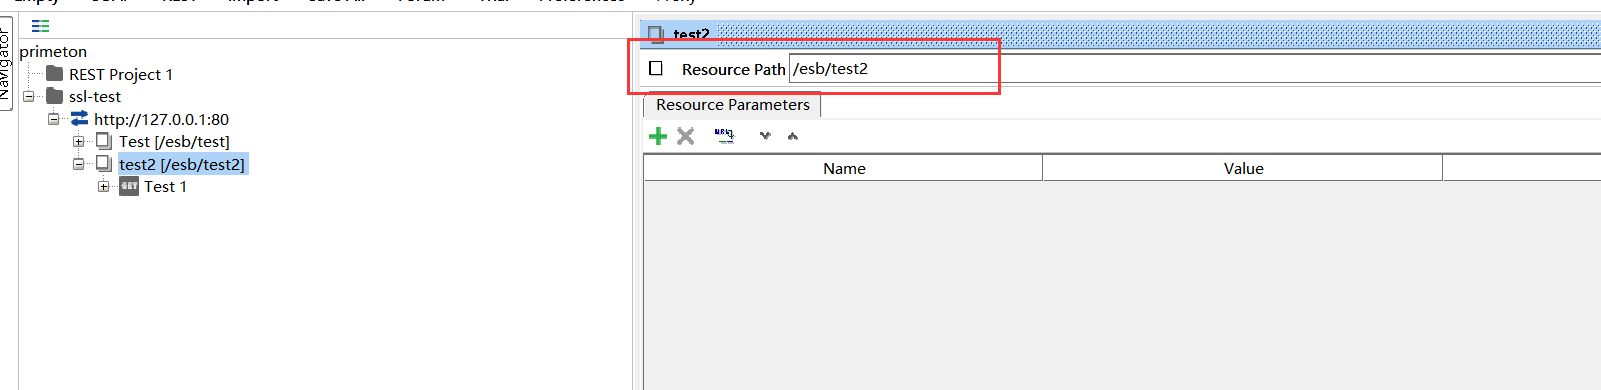 Navigator
primeton
REST Project 1
ssl-test
http://127.0.0.1:80
Test [/esb/test]
test2 [/esb/test2]
GET Test 1
test2
Resource Path /esb/test2
Resource Parameters
Name Value